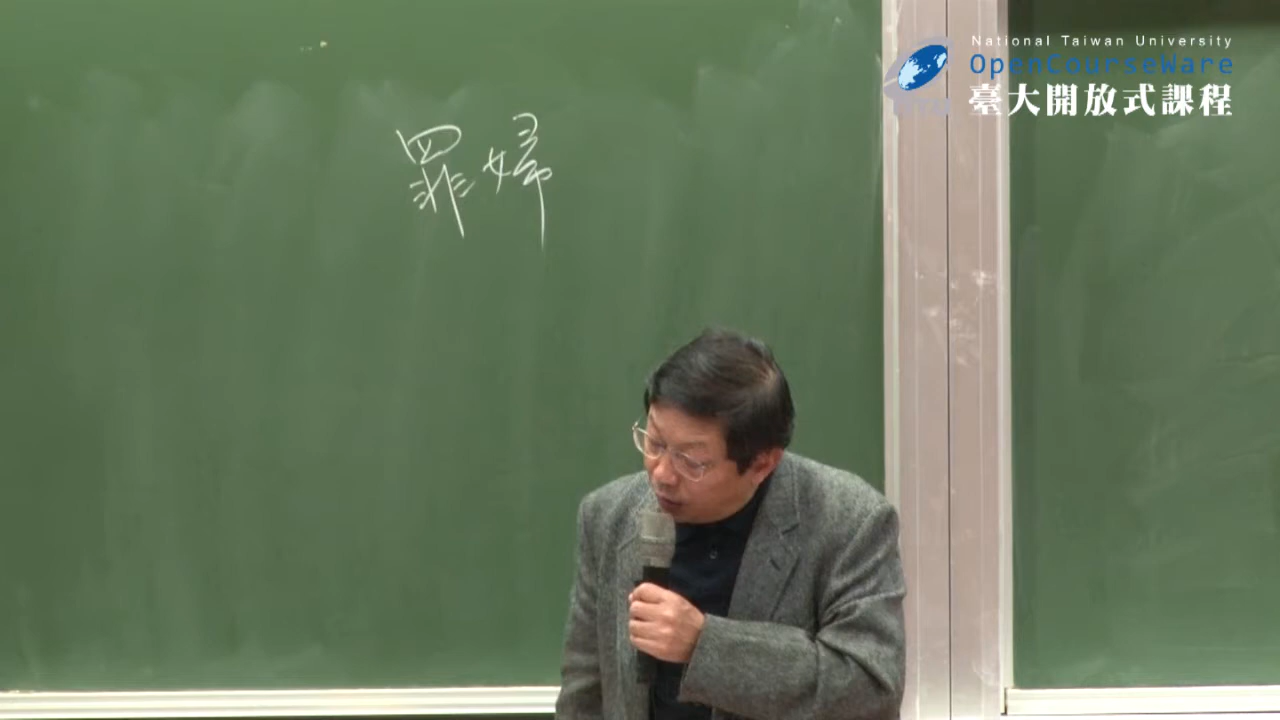 罪婦
National Taiwan University
OpenCourseWare
臺大開放式課程